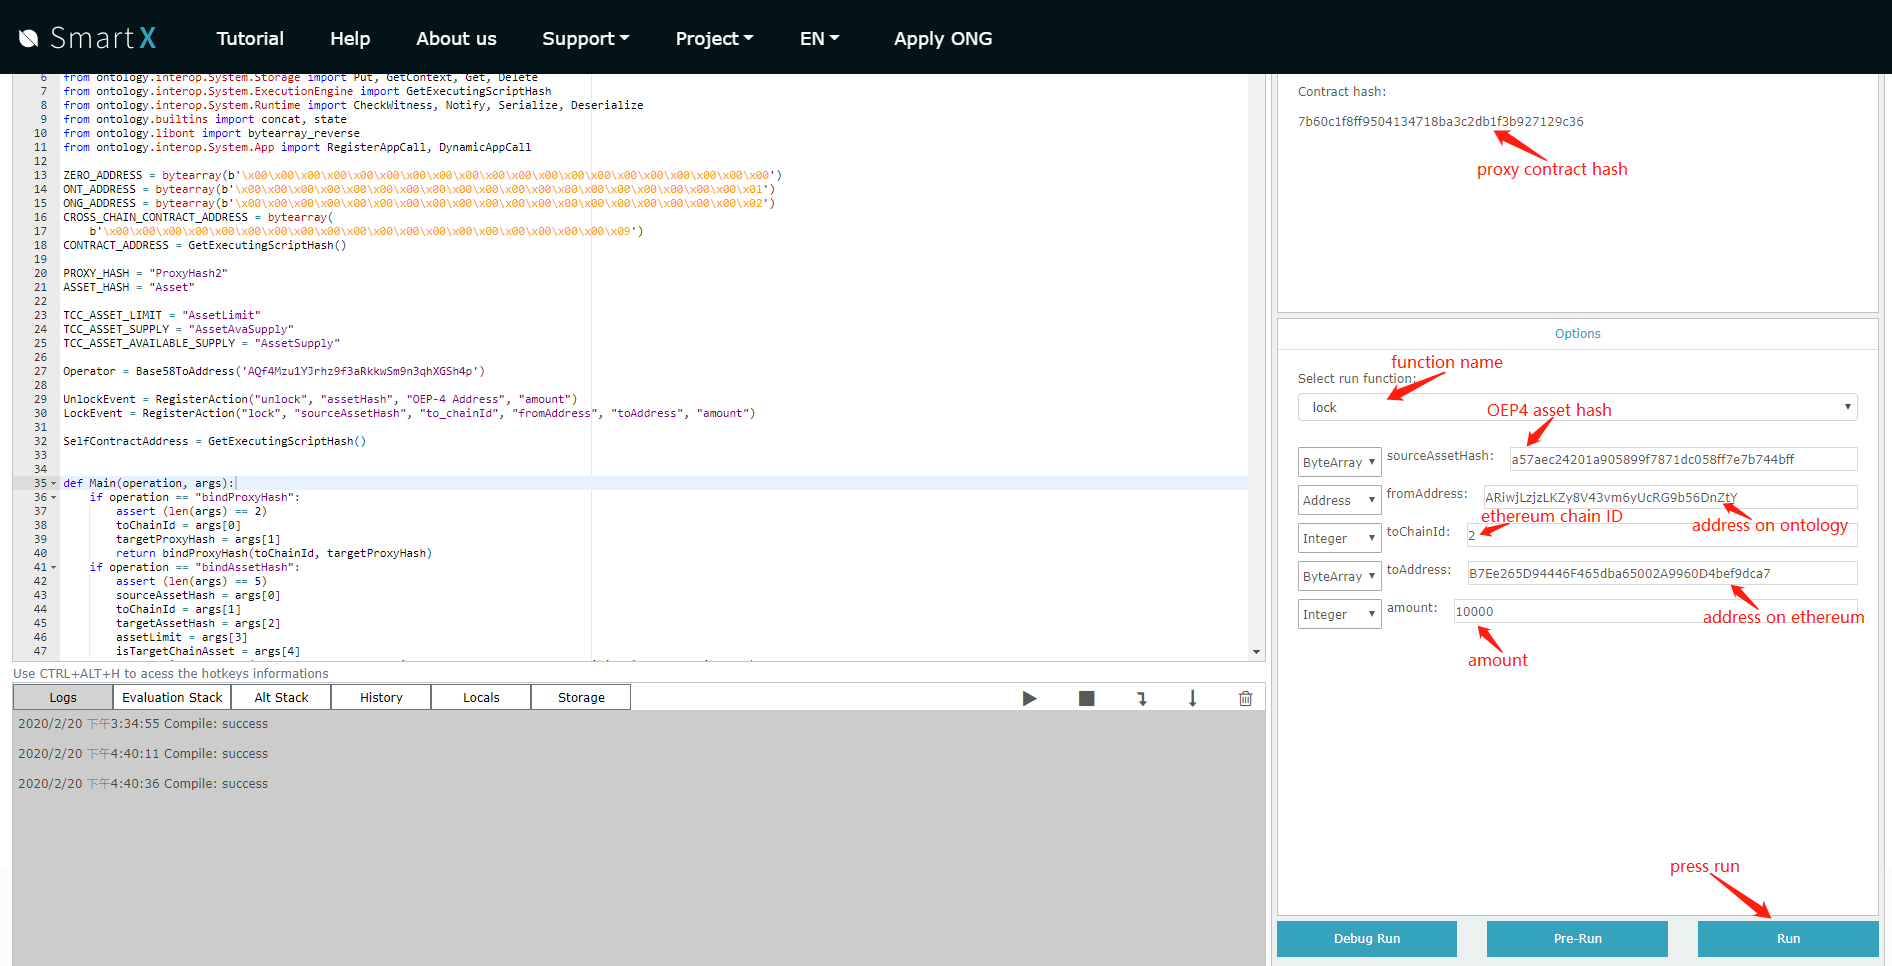 SmartX Tutorial Help About us Support Project EN Apply ONG
6 from ontology.interop.System.Storage import Put, GetContext, Get, Delete
7 from ontology.interop.System.ExecutionEngine import GetExecutingScriptHash
8 from ontology.interop.System.Runtime import CheckWitness, Notify, Serialize, Deserialize
9 from ontology.builtins import concat, state
10 from ontology.libont import bytearray_reverse
11 from ontology.interop.System.App import RegisterAppCall, DynamicAppCall
12
13 ZERO_ADDRESS = bytearray(b'\x00\x00\x00\x00\x00\x00\x00\x00\x00\x00\x00\x00\x00\x00\x00\x00\x00\x00\x00\x00')
14 ONT_ADDRESS = bytearray(b'\x00\x00\x00\x00\x00\x00\x00\x00\x00\x00\x00\x00\x00\x00\x00\x00\x00\x00\x00\x01')
15 ONG_ADDRESS = bytearray(b'\x00\x00\x00\x00\x00\x00\x00\x00\x00\x00\x00\x00\x00\x00\x00\x00\x00\x00\x00\x02')
16 CROSS_CHAIN_CONTRACT_ADDRESS = bytearray(
17 b'\x00\x00\x00\x00\x00\x00\x00\x00\x00\x00\x00\x00\x00\x00\x00\x00\x00\x00\x00\x09')
18 CONTRACT_ADDRESS = GetExecutingScriptHash()
19
20 PROXY_HASH = "ProxyHash2"
21 ASSET_HASH = "Asset"
22
23 TCC_ASSET_LIMIT = "AssetLimit"
24 TCC_ASSET_SUPPLY = "AssetAvaSupply"
25 TCC_ASSET_AVAILABLE_SUPPLY = "AssetSupply"
26
27 Operator = Base58ToAddress('AQf4Mzu1YJrhz9f3aRkkwSm9n3qhXGSh4p')
28
29 UnlockEvent = RegisterAction("unlock", "assetHash", "OEP-4 Address", "amount")
30 LockEvent = RegisterAction("lock", "sourceAssetHash", "to_chainId", "fromAddress", "toAddress", "amount")
31
32 SelfContractAddress = GetExecutingScriptHash()
33
34
35 def Main(operation, args):
36 if operation == "bindProxyHash":
37 assert (len(args) == 2)
38 toChainId = args[0]
39 targetProxyHash = args[1]
40 return bindProxyHash(toChainId, targetProxyHash)
41 if operation == "bindAssetHash":
42 assert (len(args) == 5)
43 sourceAssetHash = args[0]
44 toChainId = args[1]
45 targetAssetHash = args[2]
46 assetLimit = args[3]
47 isTargetChainAsset = args[4]
Use CTRL+ALT+H to acess the hotkeys informations
Logs Evaluation Stack Alt Stack History Locals Storage
2020/2/20 下午3:34:55 Compile: success
2020/2/20 下午4:40:11 Compile: success
2020/2/20 下午4:40:36 Compile: success
Contract hash:
7b60c1f8ff9504134718ba3c2db1f3b927129c36
proxy contract hash
Options
function name
Select run function:
lock
OEP4 asset hash
ByteArray sourceAssetHash: a57aec24201a905899f7871dc058ff7e7b744bff
Address fromAddress: ARiwjLzjzLKZy8V43vm6yUcRG9b56DnZtY
ethereum chain ID
address on ontology
Integer toChainId: 2
ByteArray toAddress: B7Ee265D94446F465dba65002A9960D4bef9dca7
Integer amount: 10000
address on ethereum
amount
press run
Debug Run Pre-Run Run